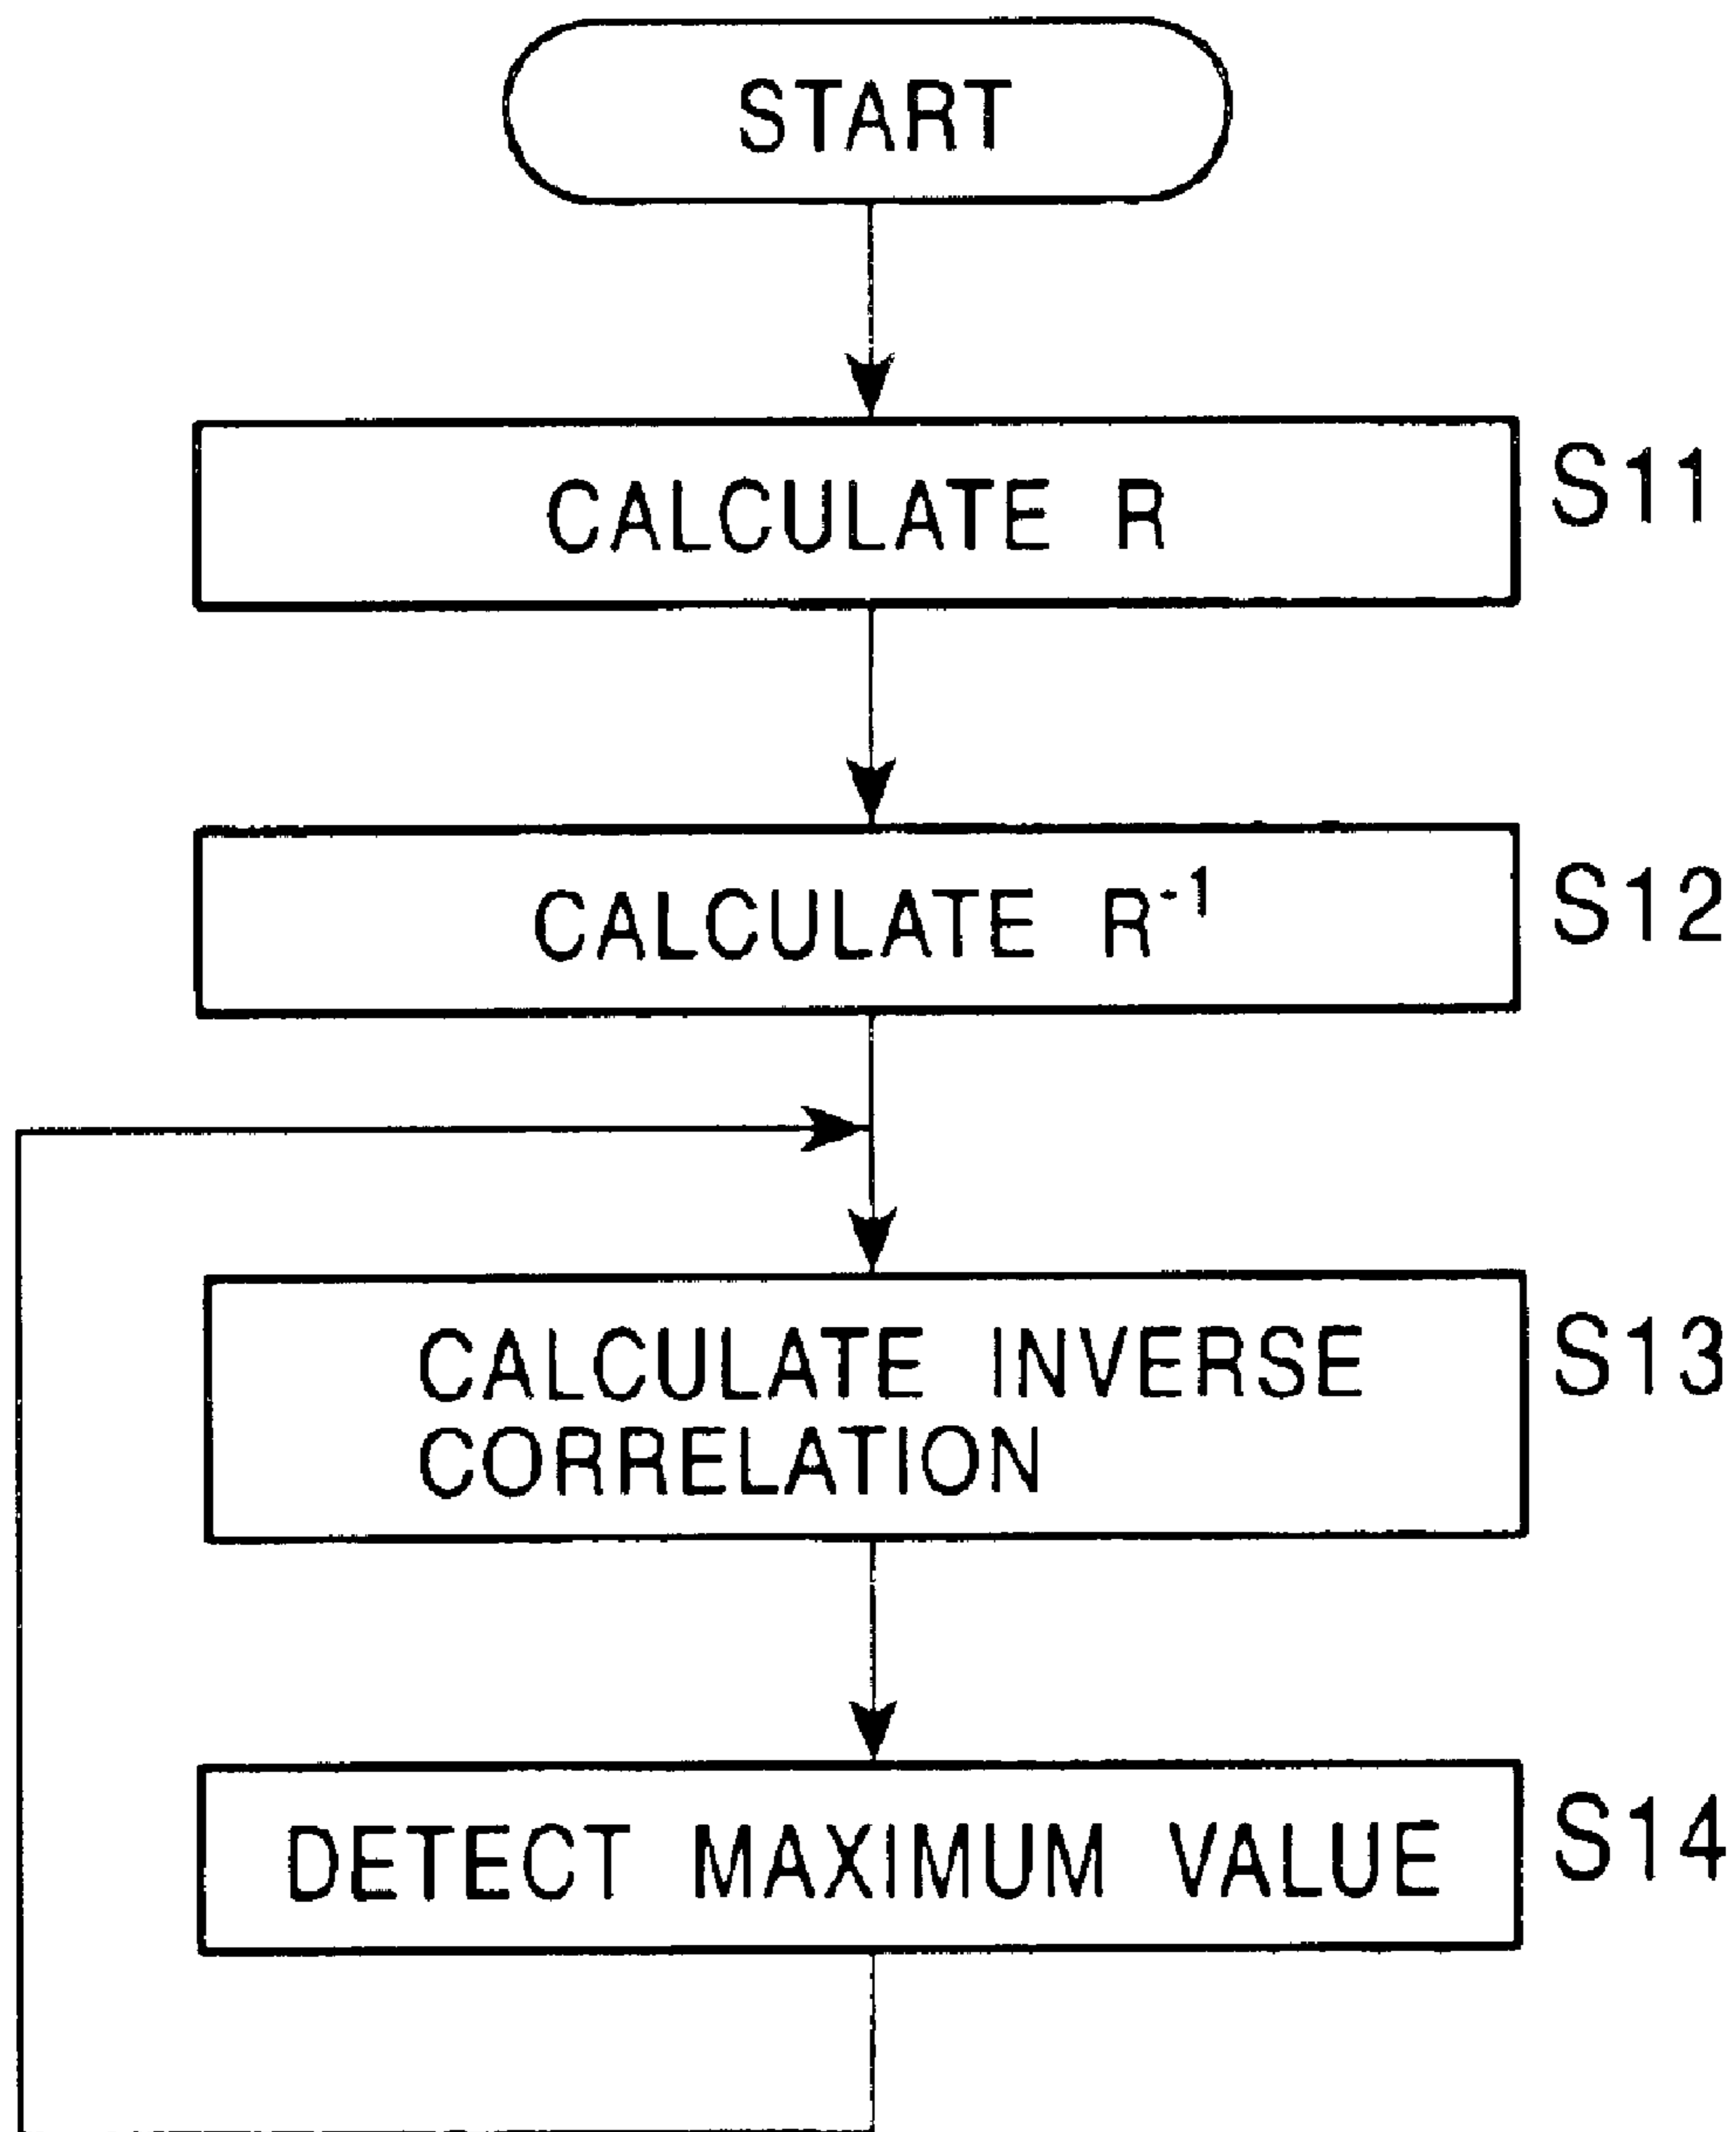 START
CALCULATE R
S11
CALCULATE R⁻¹
S12
CALCULATE INVERSE
CORRELATION
S13
DETECT MAXIMUM VALUE
S14